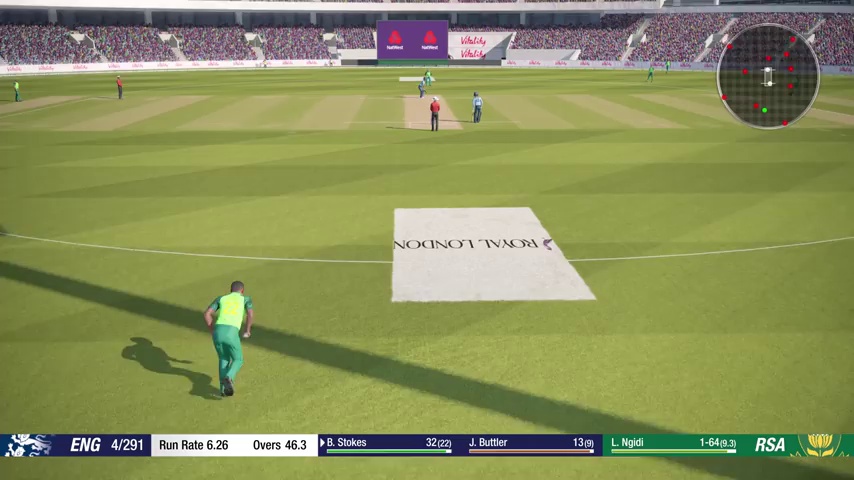 NatWest NatWest
Vitality
Vitality
ROYAL LONDON
ENG 4/291 Run Rate 6.26 Overs 46.3 B. Stokes 32(22) J. Buttler 13(9) L. Ngidi 1-64(9.3) RSA